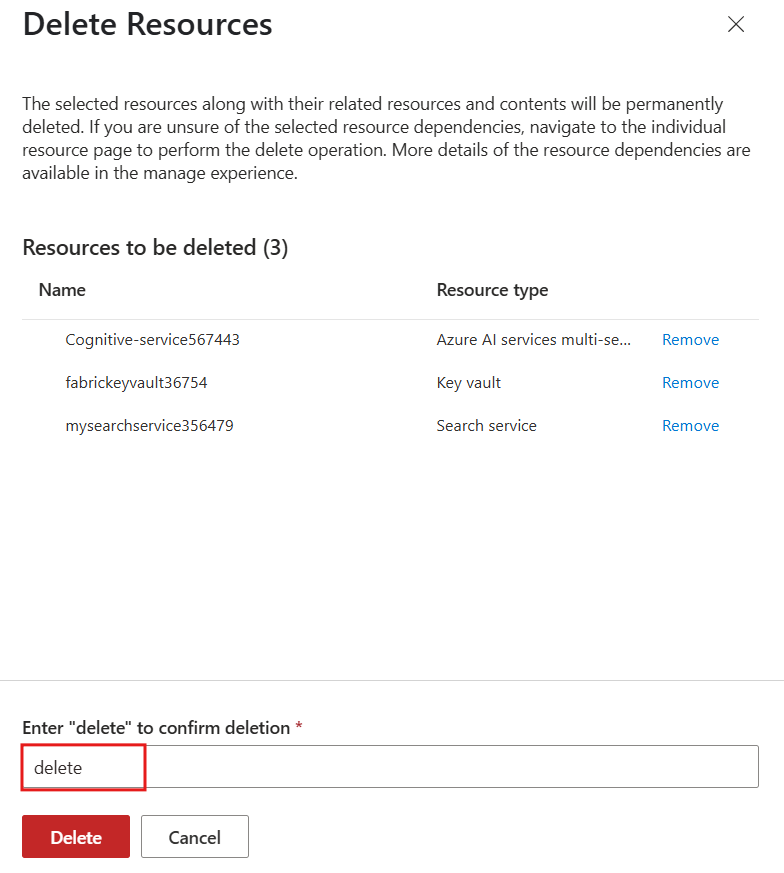 Delete Resources
The selected resources along with their related resources and contents will be permanently
deleted. If you are unsure of the selected resource dependencies, navigate to the individual
resource page to perform the delete operation. More details of the resource dependencies are
available in the manage experience.
Resources to be deleted (3)
Name Resource type
Cognitive-service567443 Azure AI services multi-se... Remove
fabrickeyvault36754 Key vault Remove
mysearchservice356479 Search service Remove
Enter "delete" to confirm deletion *
delete
Delete Cancel